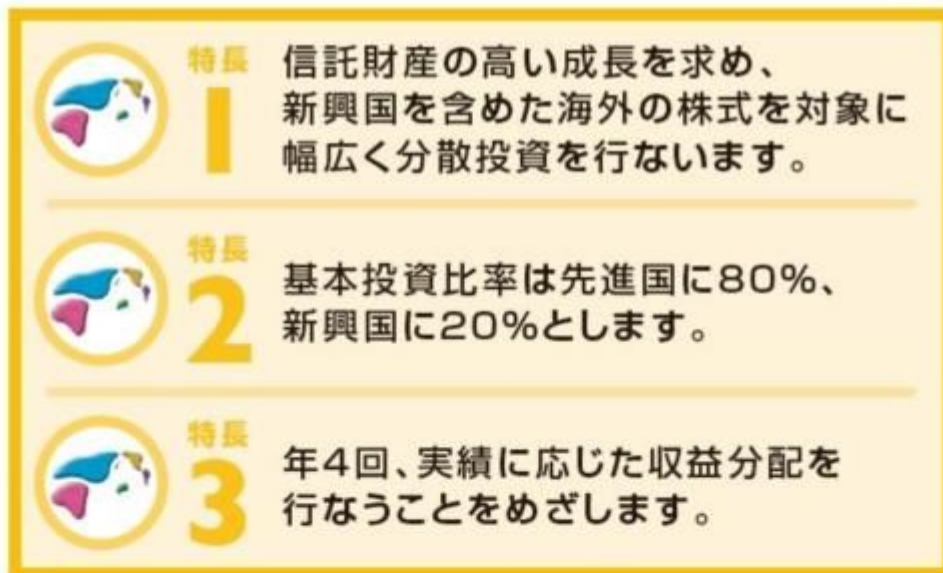 特長
1
信託財産の高い成長を求め、
新興国を含めた海外の株式を対象に
幅広く分散投資を行ないます。
特長
2
基本投資比率は先進国に80%、
新興国に20%とします。
特長
3
年4回、実績に応じた収益分配を
行なうことをめざします。